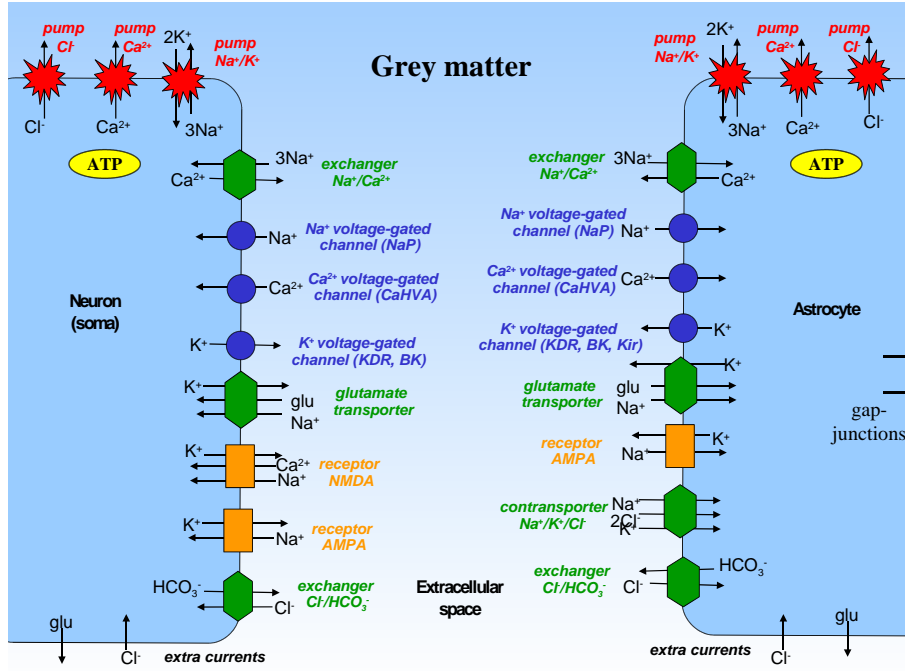 Grey matter
pump
Cl⁻
pump
Ca²⁺
2K⁺
pump
Na⁺/K⁺
Cl⁻
Ca²⁺
3Na⁺
ATP
3Na⁺
Ca²⁺
exchanger
Na⁺/Ca²⁺
Na⁺
Na⁺ voltage-gated
channel (NaP)
Ca²⁺
Ca²⁺ voltage-gated
channel (CaHVA)
Neuron
(soma)
K⁺
K⁺ voltage-gated
channel (KDR, BK)
K⁺
glu
Na⁺
glutamate
transporter
K⁺
Ca²⁺
Na⁺
receptor
NMDA
K⁺
Na⁺
receptor
AMPA
HCO₃⁻
Cl⁻
exchanger
Cl⁻/HCO₃⁻
glu
Cl⁻
extra currents
Extracellular
space
pump
Na⁺/K⁺
2K⁺
pump
Ca²⁺
pump
Cl⁻
3Na⁺
Ca²⁺
Cl⁻
ATP
exchanger
Na⁺/Ca²⁺
3Na⁺
Ca²⁺
Na⁺ voltage-gated
channel (NaP)
Na⁺
Ca²⁺ voltage-gated
channel (CaHVA)
Ca²⁺
Astrocyte
K⁺ voltage-gated
channel (KDR, BK, Kir)
K⁺
glutamate
transporter
K⁺
glu
Na⁺
gap-
junctions
receptor
AMPA
K⁺
Na⁺
contransporter
Na⁺/K⁺/Cl⁻
Na⁺
2Cl⁻
K⁺
exchanger
Cl⁻/HCO₃⁻
HCO₃⁻
Cl⁻
extra currents
Cl⁻
glu